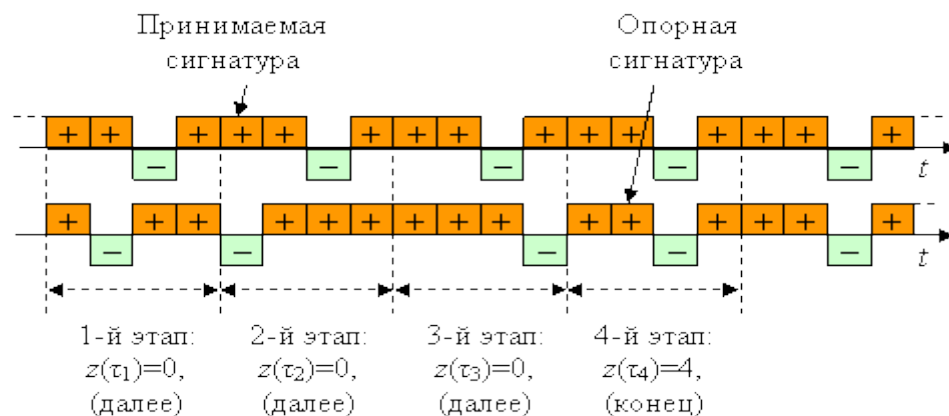 Принимаемая сигнатура
Опорная сигнатура
+ + − + + + − + + + − + + + − + + + − +
t
+ − + + − + + + + + + − + + − + + + − +
t
1-й этап:
z(τ1)=0,
(далее)
2-й этап:
z(τ2)=0,
(далее)
3-й этап:
z(τ3)=0,
(далее)
4-й этап:
z(τ4)=4,
(конец)